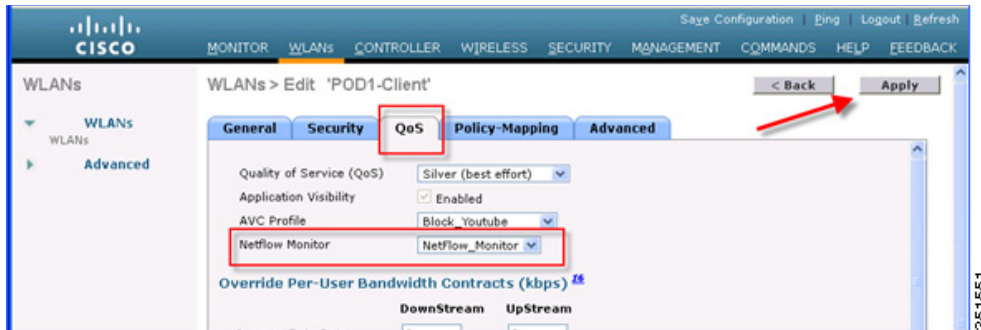 Save Configuration | Ping | Logout | Refresh
CISCO
MONITOR WLANs CONTROLLER WIRELESS SECURITY MANAGEMENT COMMANDS HELP FEEDBACK
WLANs
WLANs > Edit 'POD1-Client'
< Back Apply
WLANs
WLANs
Advanced
General Security QoS Policy-Mapping Advanced
Quality of Service (QoS) Silver (best effort)
Application Visibility Enabled
AVC Profile Block_Youtube
Netflow Monitor NetFlow_Monitor
Override Per-User Bandwidth Contracts (kbps) 16
DownStream UpStream
351551